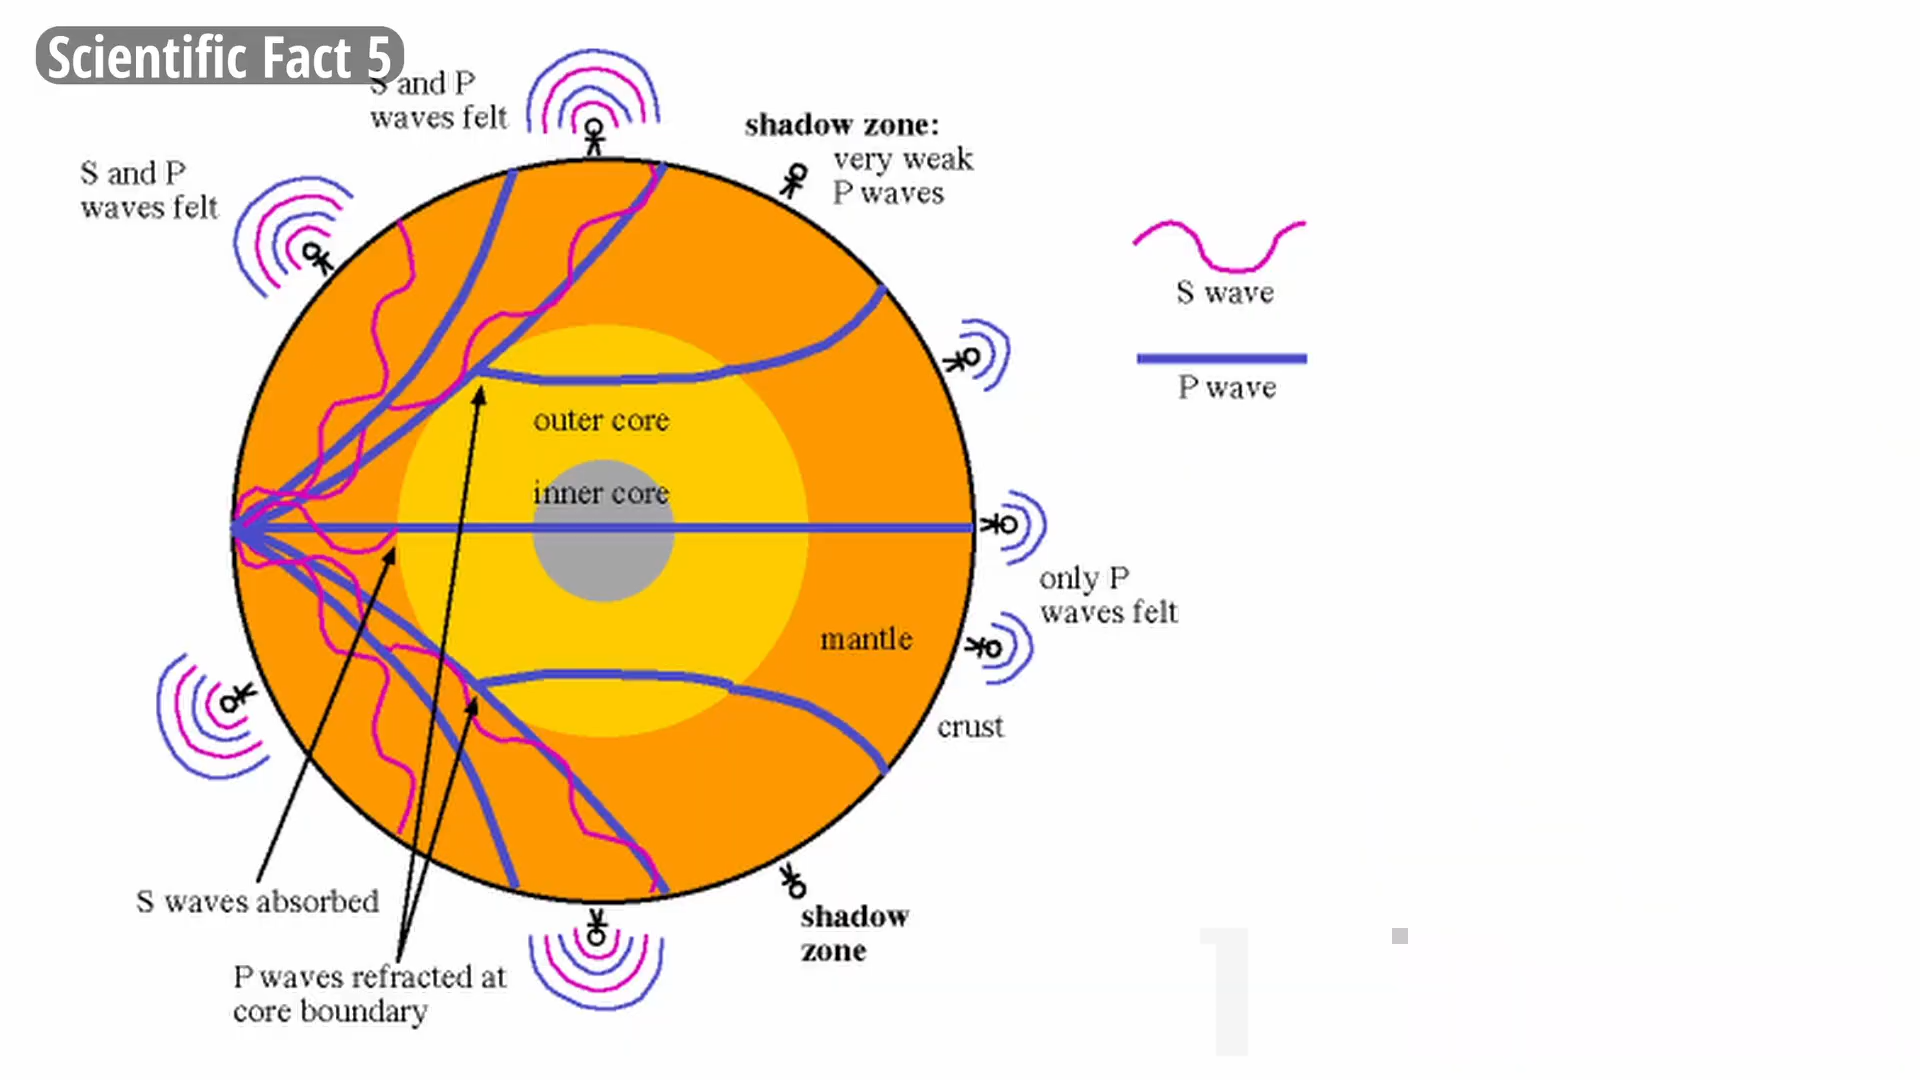 Scientific Fact 5
S and P
waves felt
S and P
waves felt
shadow zone:
very weak
P waves
S wave
P wave
outer core
inner core
only P
waves felt
mantle
crust
S waves absorbed
shadow
zone
P waves refracted at
core boundary